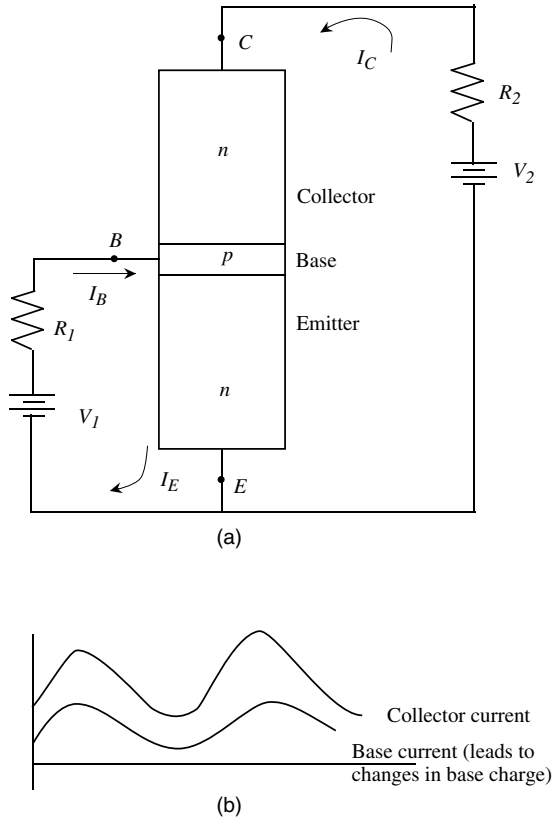 C
I_C
R_2
n
V_2
Collector
B
p
Base
I_B
Emitter
R_1
n
V_1
I_E
E
(a)
Collector current
Base current (leads to
changes in base charge)
(b)